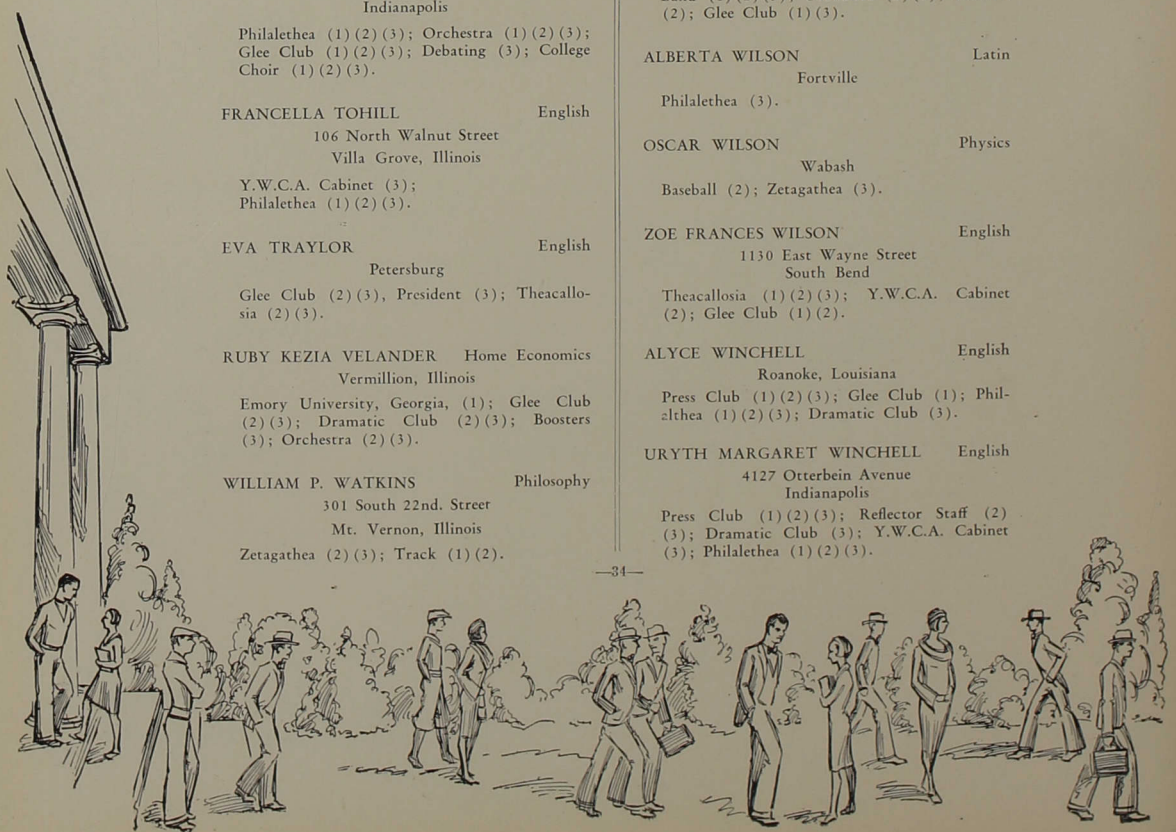 Indianapolis
Philalethea (1) (2) (3); Orchestra (1) (2) (3);
Glee Club (1) (2) (3); Debating (3); College
Choir (1) (2) (3).
FRANCELLA TOHILL English
106 North Walnut Street
Villa Grove, Illinois
Y.W.C.A. Cabinet (3);
Philalethea (1) (2) (3).
EVA TRAYLOR English
Petersburg
Glee Club (2) (3), President (3); Theacallo-
sia (2) (3).
RUBY KEZIA VELANDER Home Economics
Vermillion, Illinois
Emory University, Georgia, (1); Glee Club
(2) (3); Dramatic Club (2) (3); Boosters
(3); Orchestra (2) (3).
WILLIAM P. WATKINS Philosophy
301 South 22nd. Street
Mt. Vernon, Illinois
Zetagathea (2) (3); Track (1) (2).
(2); Glee Club (1) (3).
ALBERTA WILSON Latin
Fortville
Philalethea (3).
OSCAR WILSON Physics
Wabash
Baseball (2); Zetagathea (3).
ZOE FRANCES WILSON English
1130 East Wayne Street
South Bend
Theacallosia (1) (2) (3); Y.W.C.A. Cabinet
(2); Glee Club (1) (2).
ALYCE WINCHELL English
Roanoke, Louisiana
Press Club (1) (2) (3); Glee Club (1); Phil-
althea (1) (2) (3); Dramatic Club (3).
URYTH MARGARET WINCHELL English
4127 Otterbein Avenue
Indianapolis
Press Club (1) (2) (3); Reflector Staff (2)
(3); Dramatic Club (3); Y.W.C.A. Cabinet
(3); Philalethea (1) (2) (3).
—34—